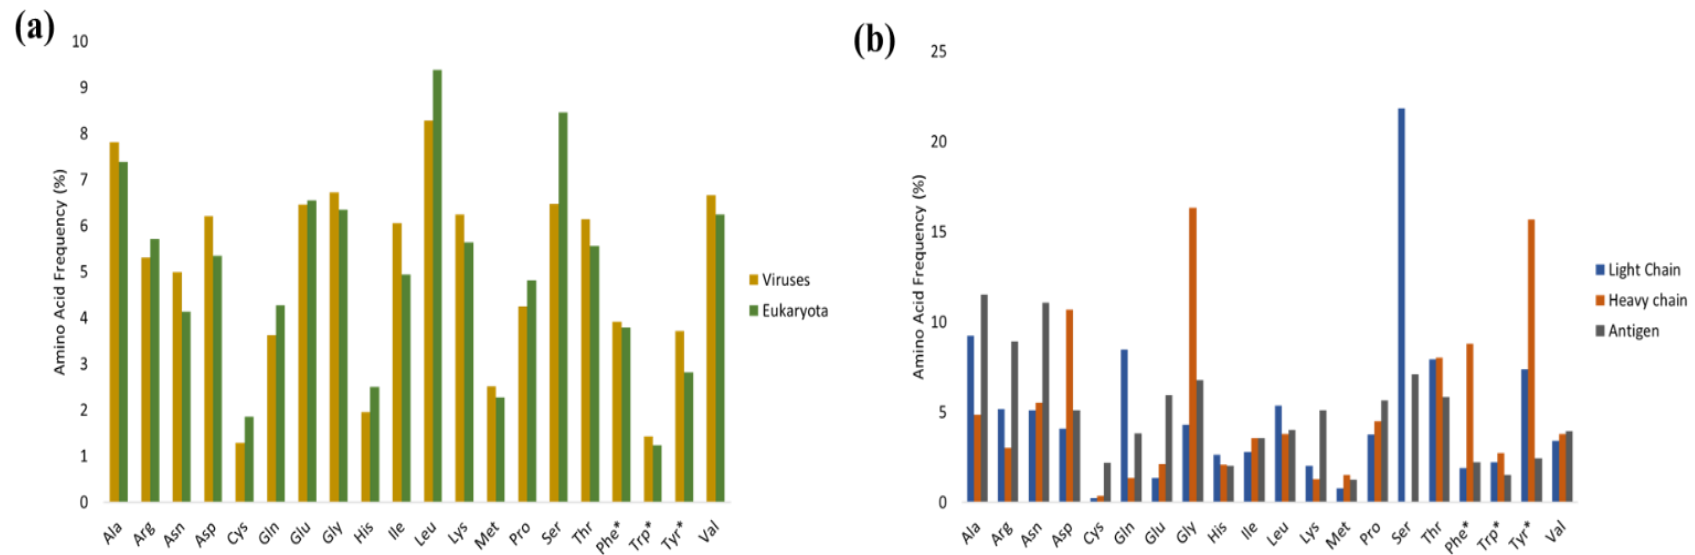 (a)
10
9
8
7
6
5
4
3
2
1
0
Amino Acid Frequency (%)
Ala Arg Asn Asp Cys Gln Glu Gly His Ile Leu Lys Met Pro Ser Thr Phe* Trp* Tyr* Val
Viruses
Eukaryota
(b)
25
20
15
10
5
0
Amino Acid Frequency (%)
Ala Arg Asn Asp Cys Gln Glu Gly His Ile Leu Lys Met Pro Ser Thr Phe* Trp* Tyr* Val
Light Chain
Heavy chain
Antigen